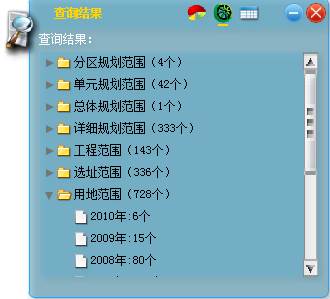 查询结果
查询结果：
分区规划范围（4个）
单元规划范围（42个）
总体规划范围（1个）
详细规划范围（333个）
工程范围（143个）
选址范围（336个）
用地范围（728个）
2010年:6个
2009年:15个
2008年:80个